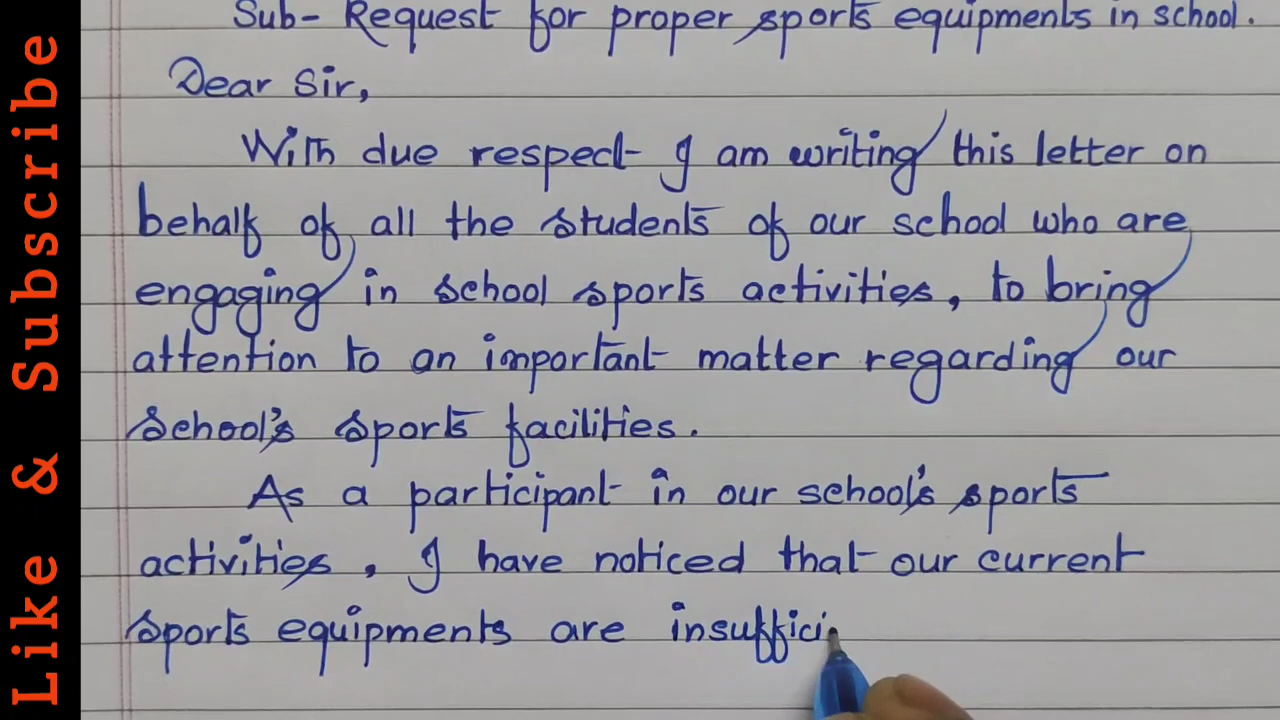 Like & Subscribe
Sub- Request for proper sports equipments in school.
Dear Sir,
With due respect I am writing this letter on
behalf of all the students of our school who are
engaging in school sports activities, to bring
attention to an important matter regarding our
school's sports facilities.
As a participant in our school's sports
activities, I have noticed that our current
sports equipments are insuffici